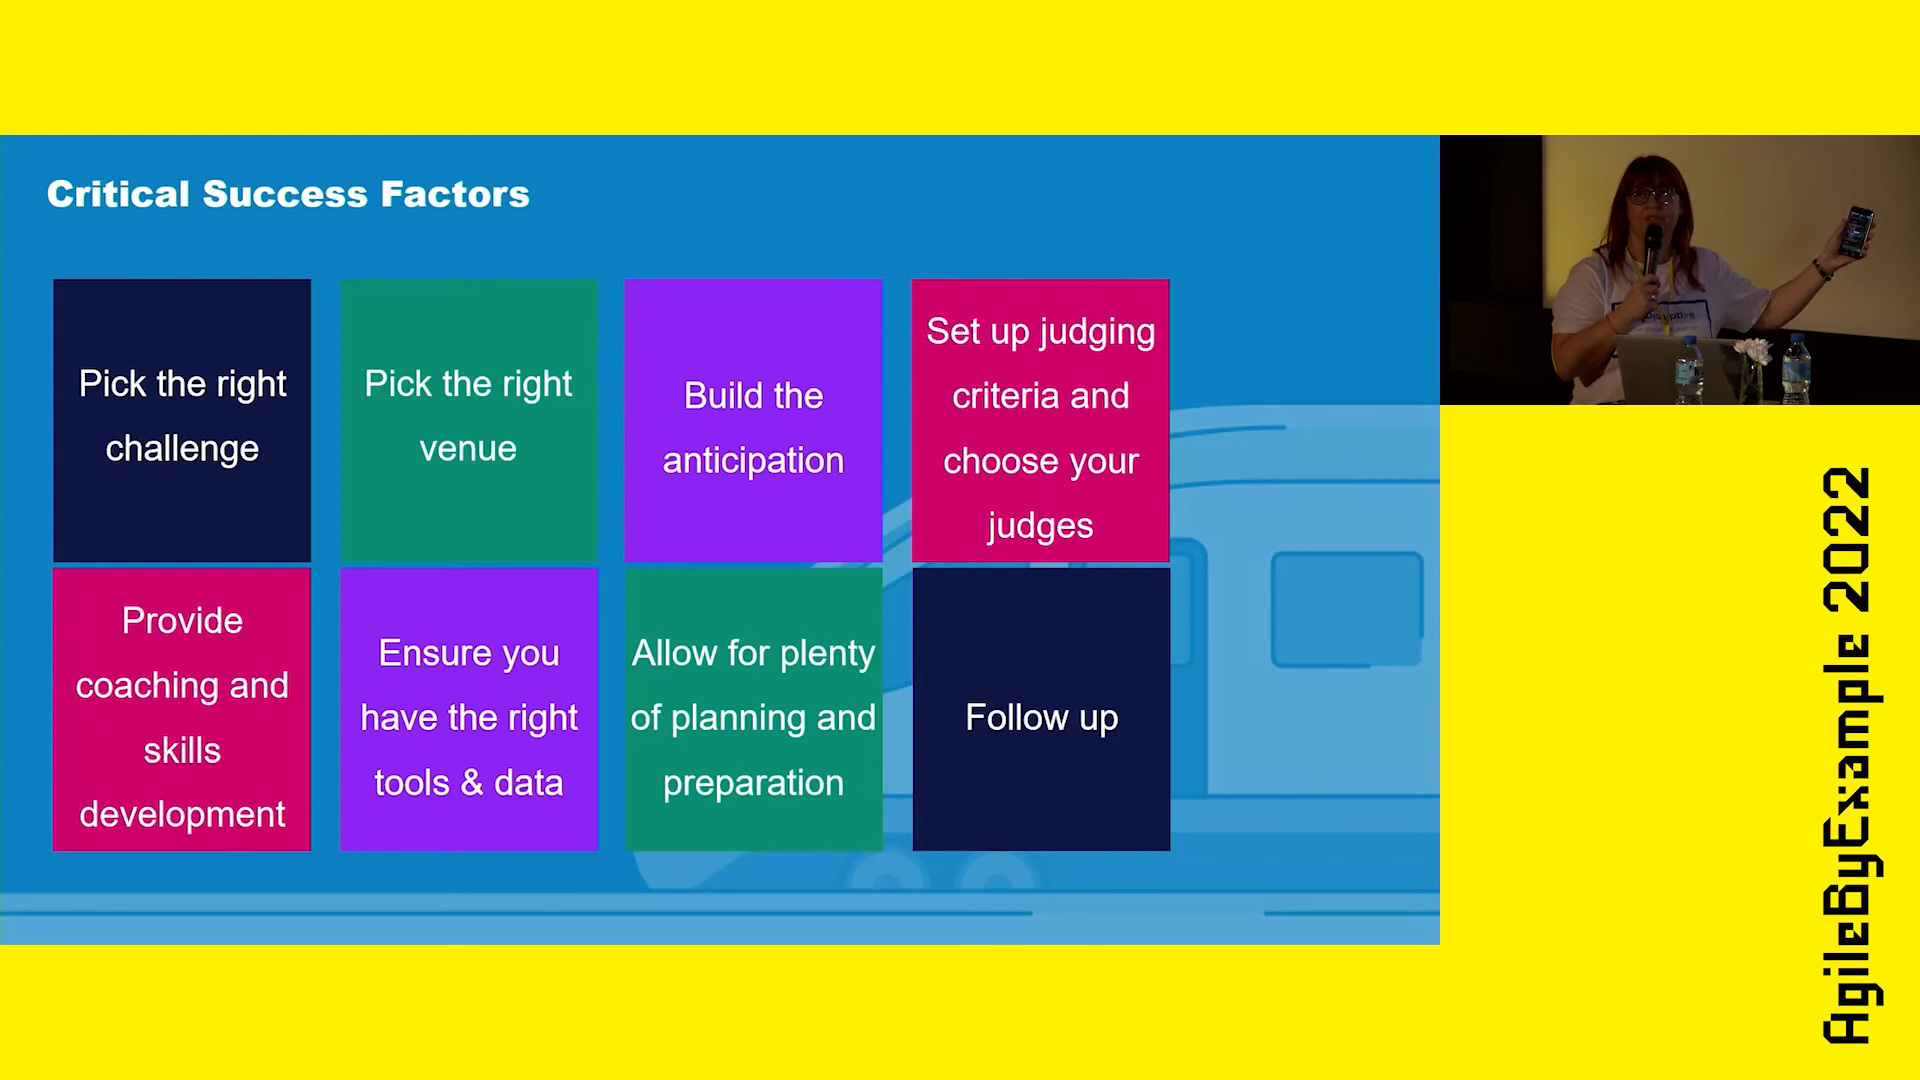 Critical Success Factors
Pick the right
challenge
Pick the right
venue
Build the
anticipation
Set up judging
criteria and
choose your
judges
Provide
coaching and
skills
development
Ensure you
have the right
tools & data
Allow for plenty
of planning and
preparation
Follow up
AgileByExample 2022